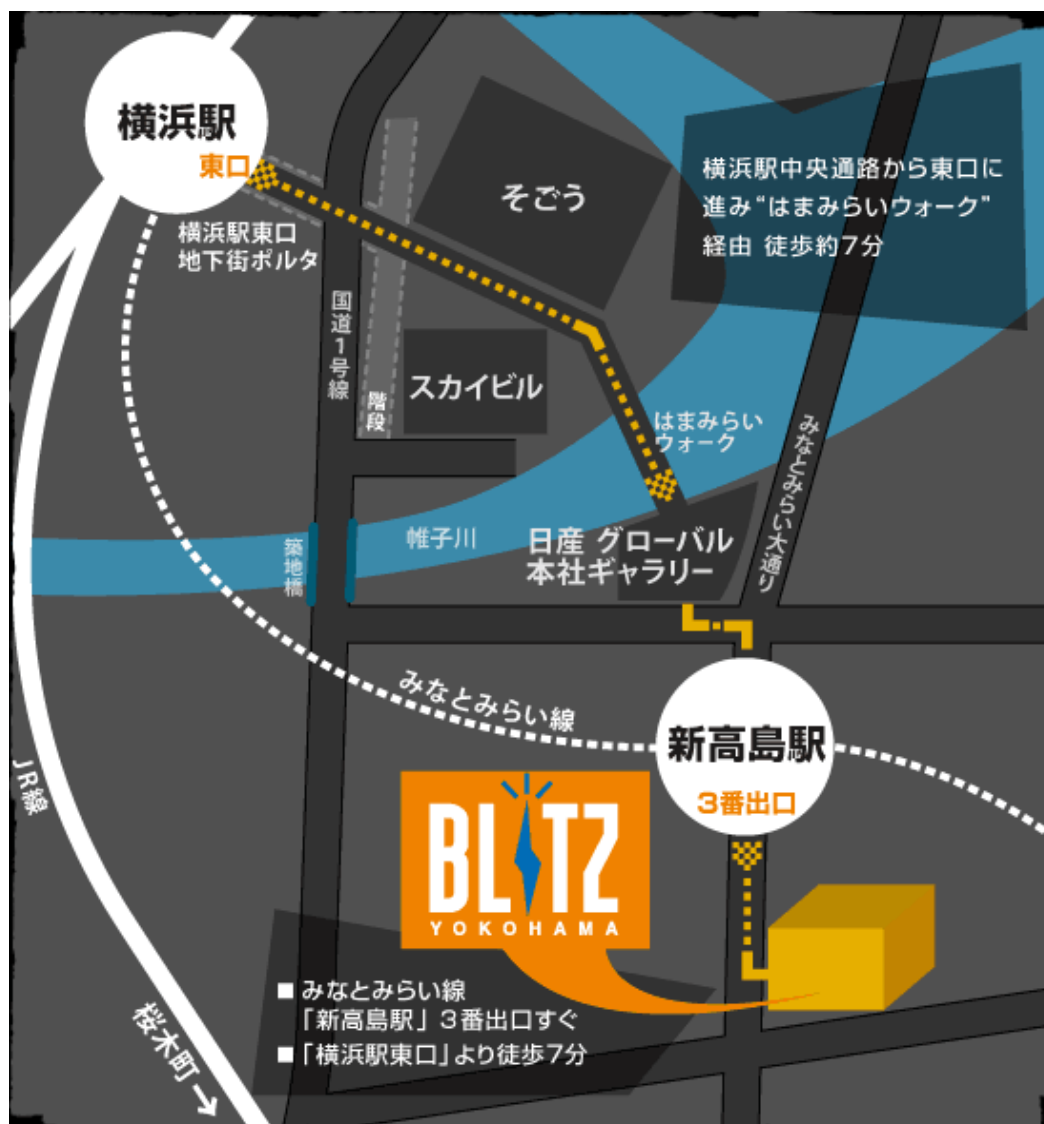 横浜駅
東口
横浜駅東口
地下街ポルタ
そごう
横浜駅中央通路から東口に
進み“はまみらいウォーク”
経由 徒歩約7分
国道1号線
階段
スカイビル
はまみらい
ウォーク
みなとみらい大通り
築地橋
帷子川
日産 グローバル
本社ギャラリー
みなとみらい線
新高島駅
3番出口
JR線
BLITZ
YOKOHAMA
■ みなとみらい線
「新高島駅」3番出口すぐ
■ 「横浜駅東口」より徒歩7分
桜木町→